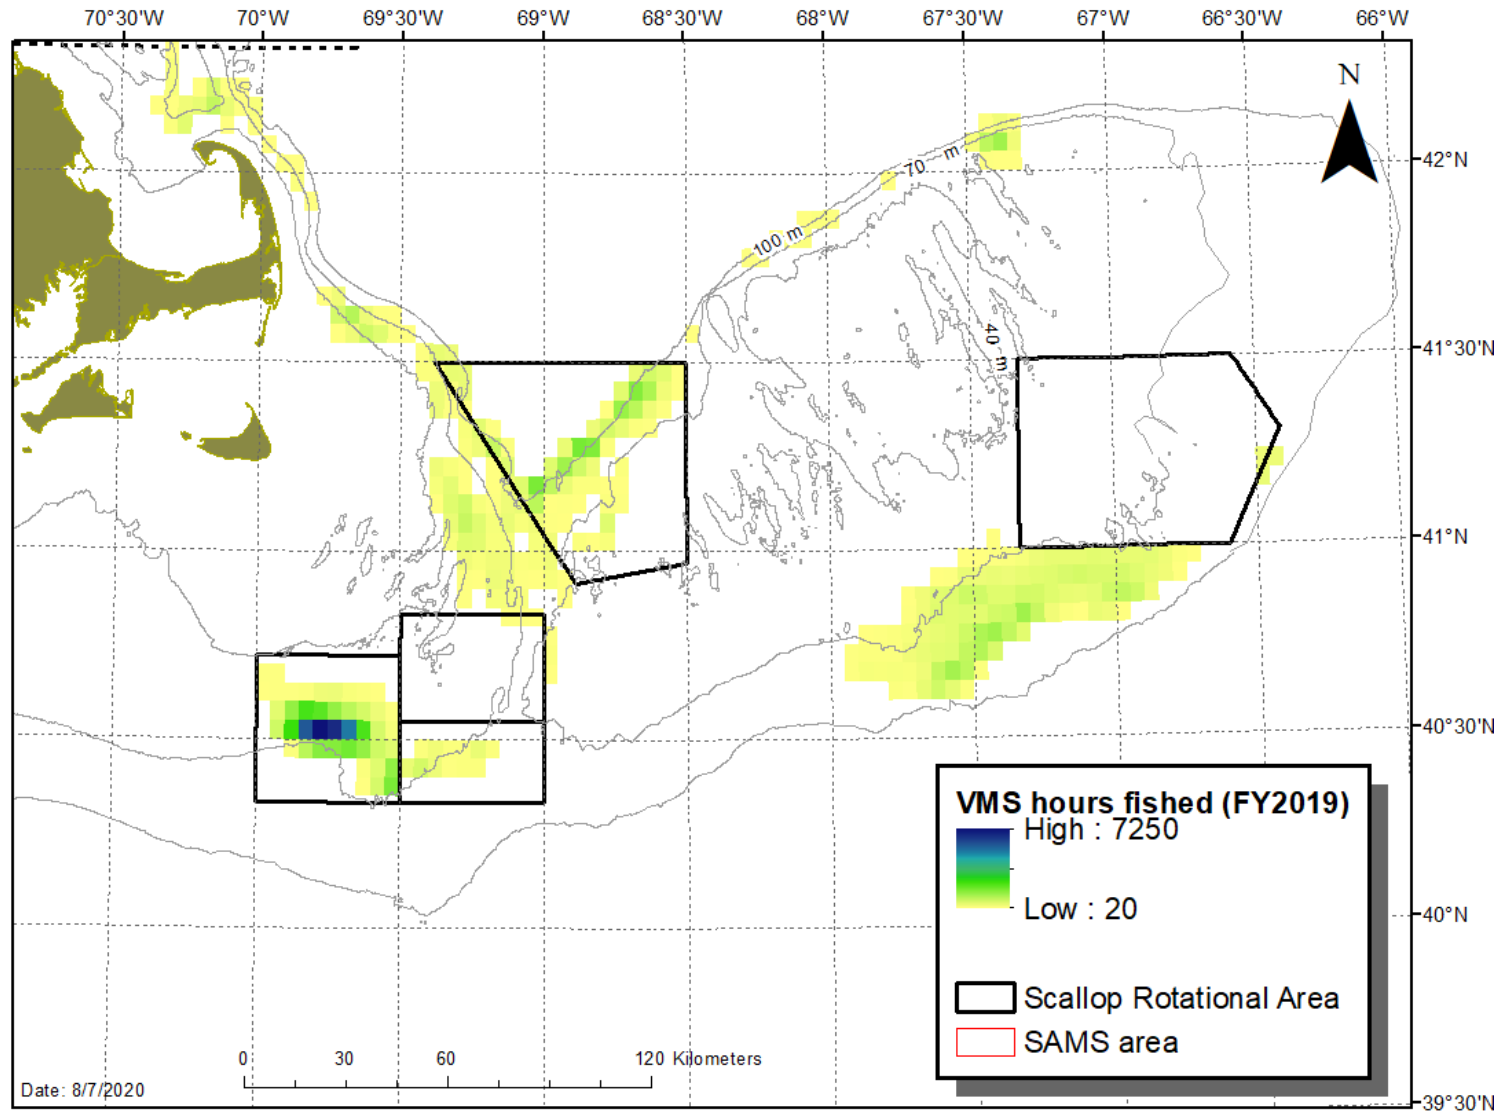 70°30'W 70°W 69°30'W 69°W 68°30'W 68°W 67°30'W 67°W 66°30'W 66°W
N
42°N
70 m
100 m
41°30'N
40 m
41°N
40°30'N
VMS hours fished (FY2019)
High : 7250
Low : 20
40°N
Scallop Rotational Area
SAMS area
0 30 60 120 Kilometers
Date: 8/7/2020
39°30'N